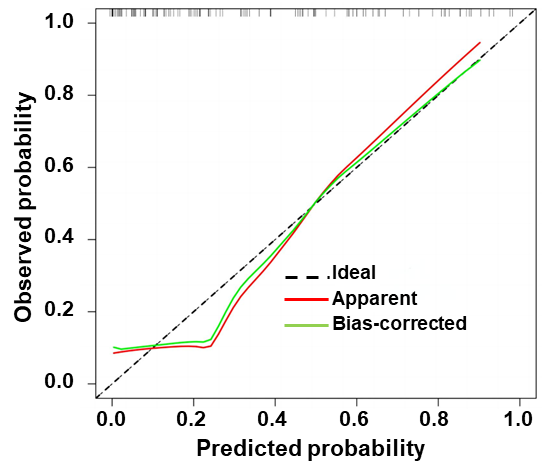 Observed probability
1.0
0.8
0.6
0.4
0.2
0.0
Ideal
Apparent
Bias-corrected
0.0 0.2 0.4 0.6 0.8 1.0
Predicted probability